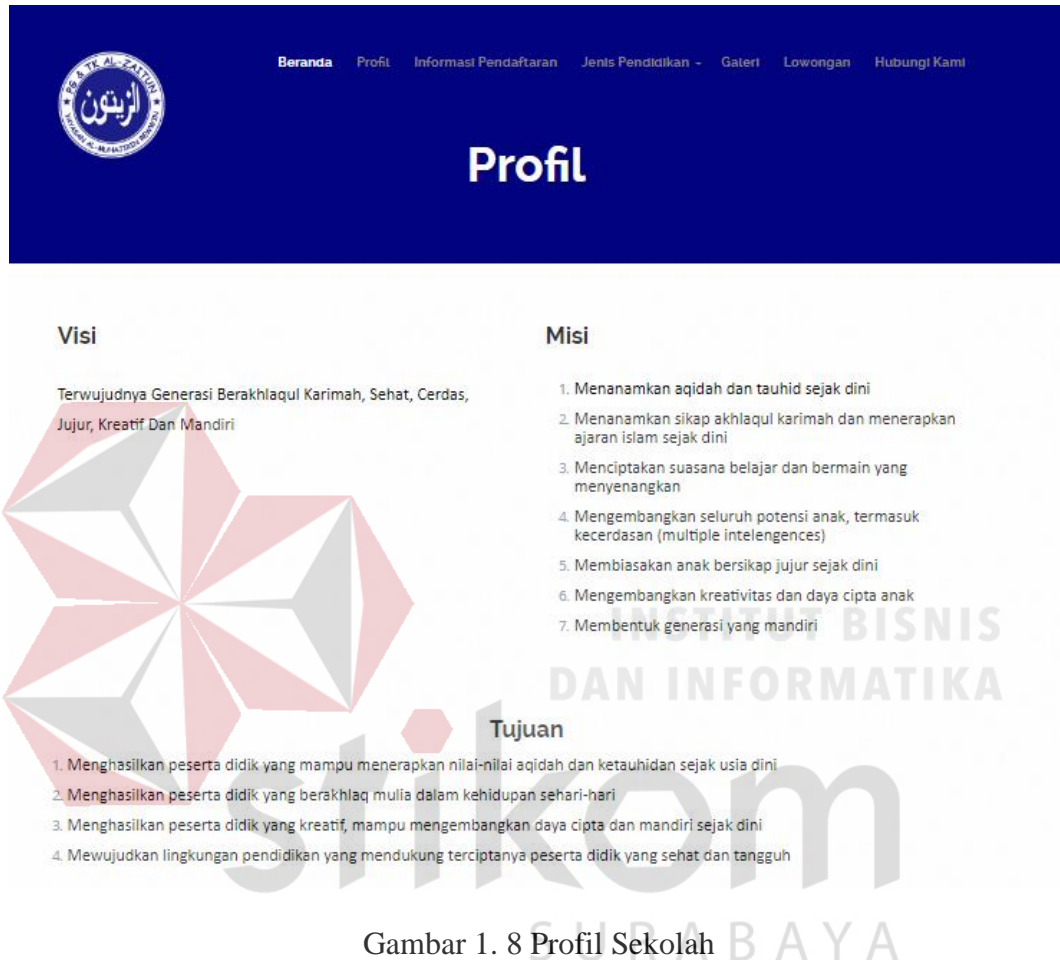 PG & TK AL-ZAITUN
الزيتون
Beranda Profil Informasi Pendaftaran Jenis Pendidikan Galeri Lowongan Hubungi Kami
Profil
Visi
Terwujudnya Generasi Berakhlaqul Karimah, Sehat, Cerdas,
Jujur, Kreatif Dan Mandiri
Misi
1. Menanamkan aqidah dan tauhid sejak dini
2. Menanamkan sikap akhlaqul karimah dan menerapkan
ajaran islam sejak dini
3. Menciptakan suasana belajar dan bermain yang
menyenangkan
4. Mengembangkan seluruh potensi anak, termasuk
kecerdasan (multiple intelengences)
5. Membiasakan anak bersikap jujur sejak dini
6. Mengembangkan kreativitas dan daya cipta anak
7. Membentuk generasi yang mandiri
INSTITUT BISNIS
DAN INFORMATIKA
Tujuan
1. Menghasilkan peserta didik yang mampu menerapkan nilai-nilai aqidah dan ketauhidan sejak usia dini
2. Menghasilkan peserta didik yang berakhlaq mulia dalam kehidupan sehari-hari
3. Menghasilkan peserta didik yang kreatif, mampu mengembangkan daya cipta dan mandiri sejak dini
4. Mewujudkan lingkungan pendidikan yang mendukung terciptanya peserta didik yang sehat dan tangguh
stikom
SURABAYA
Gambar 1. 8 Profil Sekolah